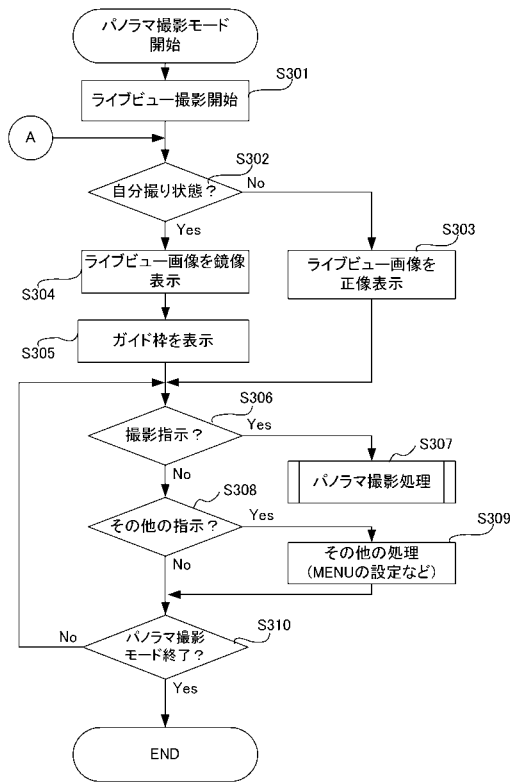 パノラマ撮影モード
開始
S301
ライブビュー撮影開始
A
S302
自分撮り状態？
No
Yes
S303
ライブビュー画像を
正像表示
ライブビュー画像を鏡像
表示
S304
ガイド枠を表示
S305
S306
撮影指示？
Yes
No
S307
パノラマ撮影処理
S308
その他の指示？
Yes
No
S309
その他の処理
（MENUの設定など）
S310
パノラマ撮影
モード終了？
No
Yes
END